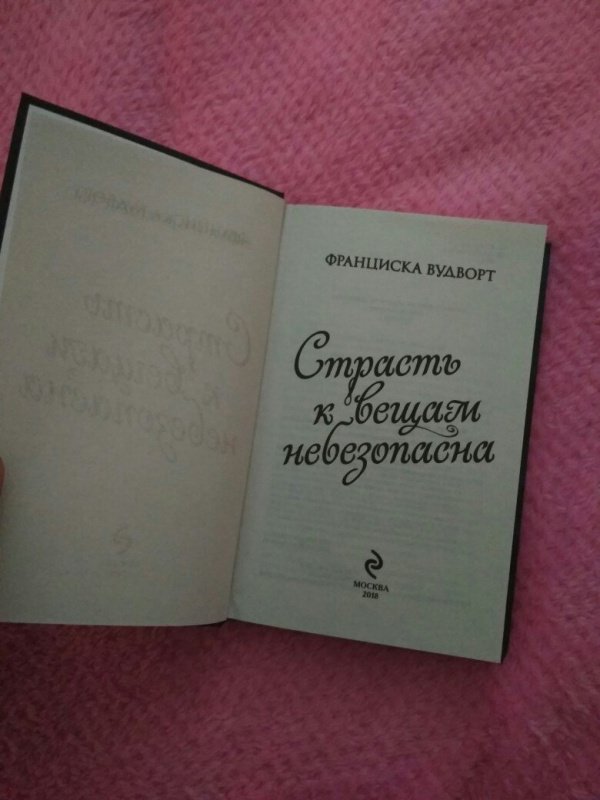 ФРАНЦИСКА ВУДВОРТ
Страсть
к вещам
небезопасна
МОСКВА
2018